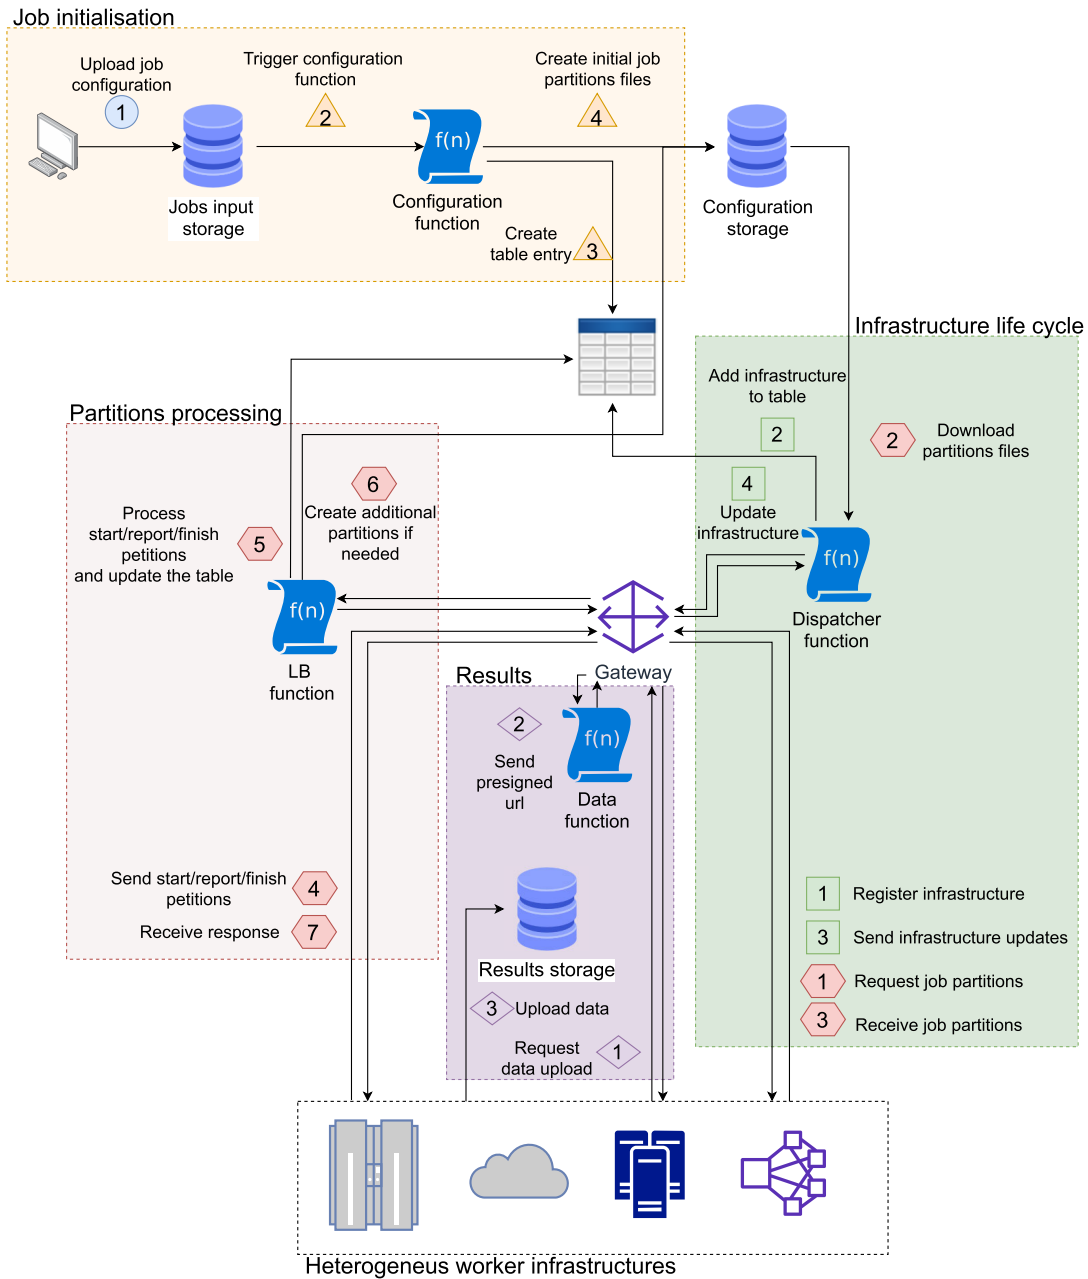 Job initialisation
Upload job
configuration
1
Trigger configuration
function
2
Create initial job
partitions files
4
f(n)
Jobs input
storage
Configuration
function
Configuration
storage
Create
table entry
3
Infrastructure life cycle
Add infrastructure
to table
2
2
Download
partitions files
4
Update
infrastructure
f(n)
Dispatcher
function
Partitions processing
6
Create additional
partitions if
needed
Process
start/report/finish
petitions
and update the table
5
f(n)
LB
function
Gateway
Results
2
Send
presigned
url
f(n)
Data
function
Send start/report/finish
petitions
4
Receive response
7
1
Register infrastructure
3
Send infrastructure updates
1
Request job partitions
3
Receive job partitions
Results storage
3
Upload data
Request
data upload
1
Heterogeneus worker infrastructures